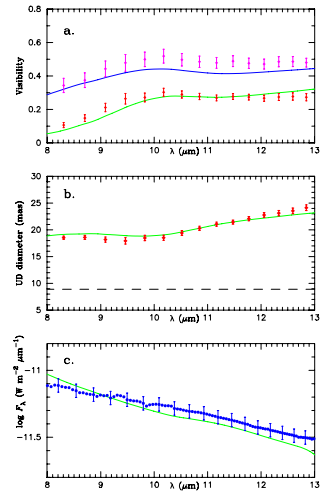 a.
0.8
0.6
0.4
0.2
0
Visibility
8 9 10 11 12 13
λ (μm)
b.
30
25
20
15
10
5
UD diameter (mas)
8 9 10 11 12 13
λ (μm)
c.
−11
−11.5
log Fλ (W m−2 μm−1)
8 9 10 11 12 13
λ (μm)